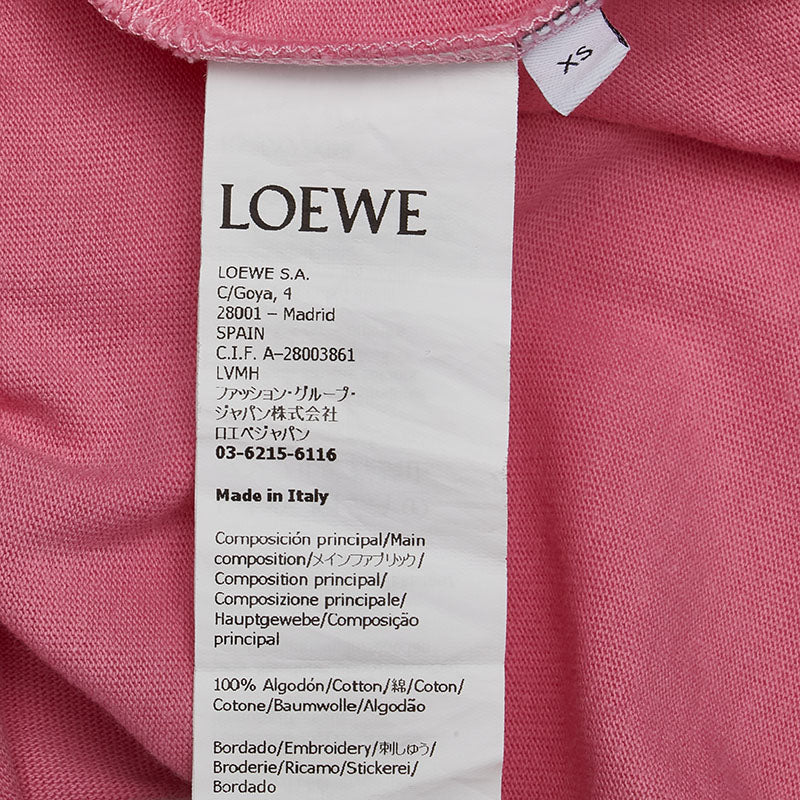 XS
LOEWE
LOEWE S.A.
C/Goya, 4
28001 – Madrid
SPAIN
C.I.F. A–28003861
LVMH
ファッション・グループ・
ジャパン株式会社
ロエベジャパン
03-6215-6116
Made in Italy
Composición principal/Main
composition/メインファブリック/
Composition principal/
Composizione principale/
Hauptgewebe/Composição
principal
100% Algodón/Cotton/綿/Coton/
Cotone/Baumwolle/Algodão
Bordado/Embroidery/刺しゅう/
Broderie/Ricamo/Stickerei/
Bordado